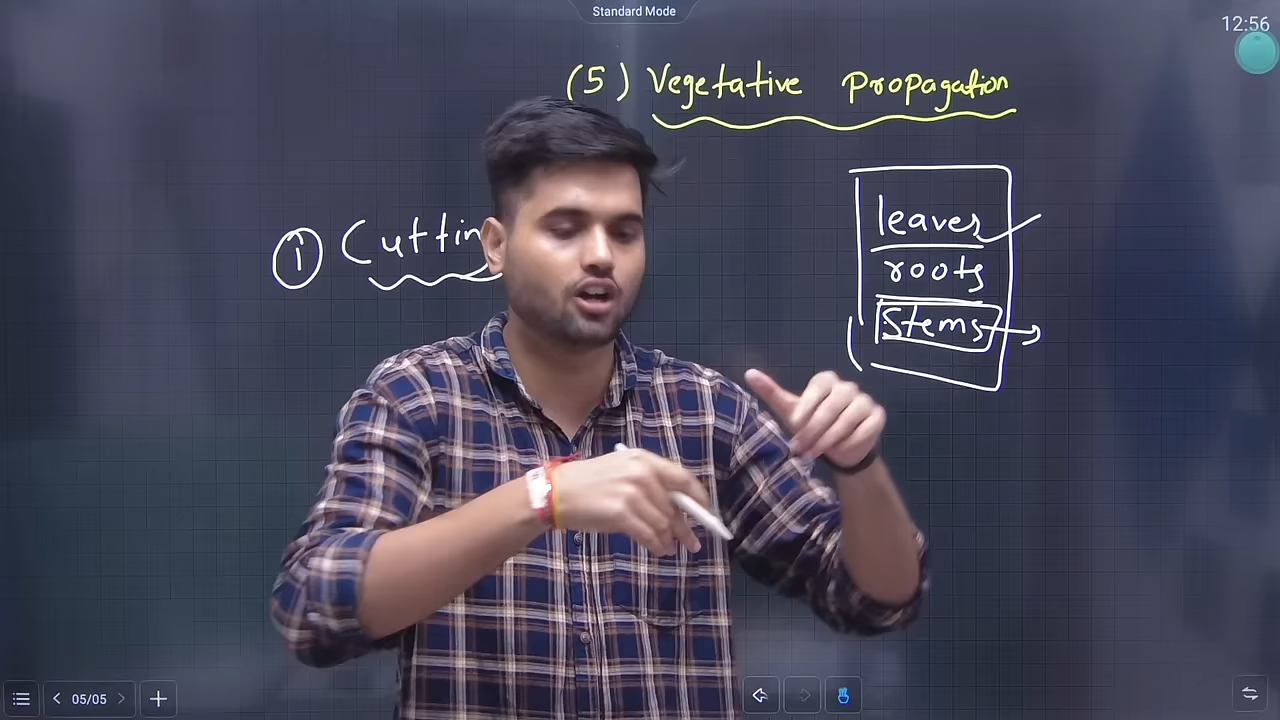 Standard Mode
12:56
(5) Vegetative Propagation
① Cuttin
leaves
roots
Stems
05/05